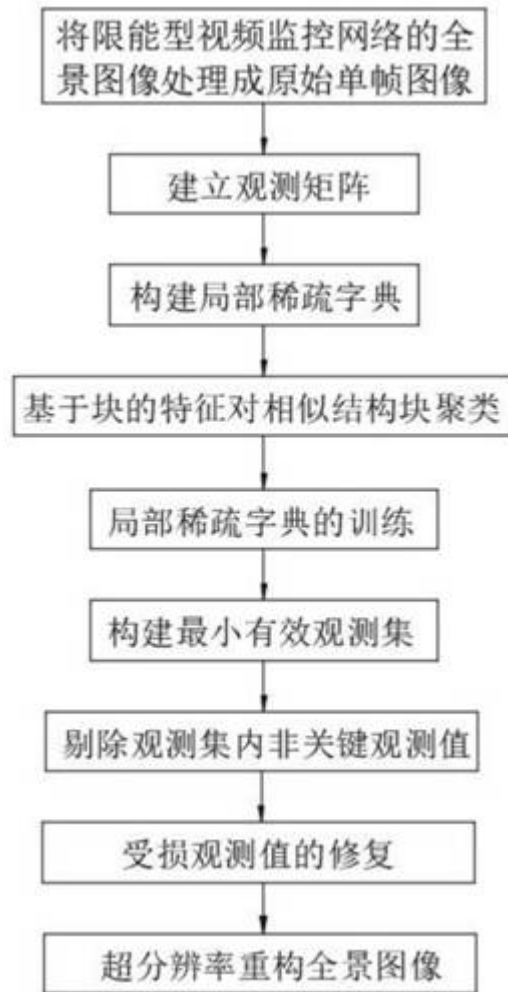 将限能型视频监控网络的全
景图像处理成原始单帧图像
建立观测矩阵
构建局部稀疏字典
基于块的特征对相似结构块聚类
局部稀疏字典的训练
构建最小有效观测集
剔除观测集内非关键观测值
受损观测值的修复
超分辨率重构全景图像